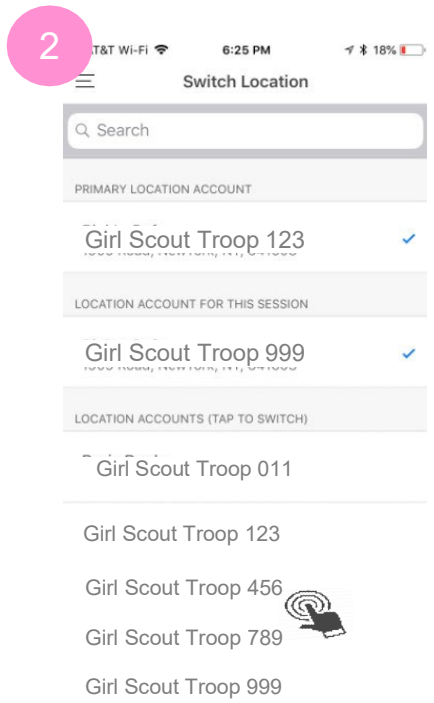 2
T&T Wi-Fi 6:25 PM 18%
Switch Location
Search
PRIMARY LOCATION ACCOUNT
Girl Scout Troop 123
LOCATION ACCOUNT FOR THIS SESSION
Girl Scout Troop 999
LOCATION ACCOUNTS (TAP TO SWITCH)
Girl Scout Troop 011
Girl Scout Troop 123
Girl Scout Troop 456
Girl Scout Troop 789
Girl Scout Troop 999